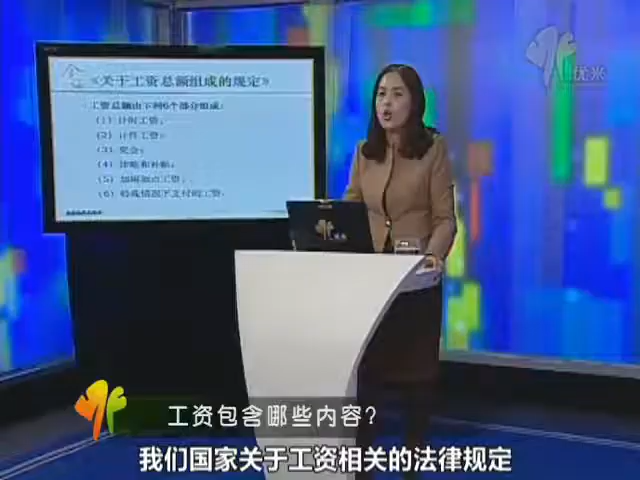 《关于工资总额组成的规定》
工资总额由下列6个部分组成：
（1）计时工资；
（2）计件工资；
（3）奖金；
（4）津贴和补贴；
（5）加班加点工资；
（6）特殊情况下支付的工资。
优米
工资包含哪些内容？
我们国家关于工资相关的法律规定